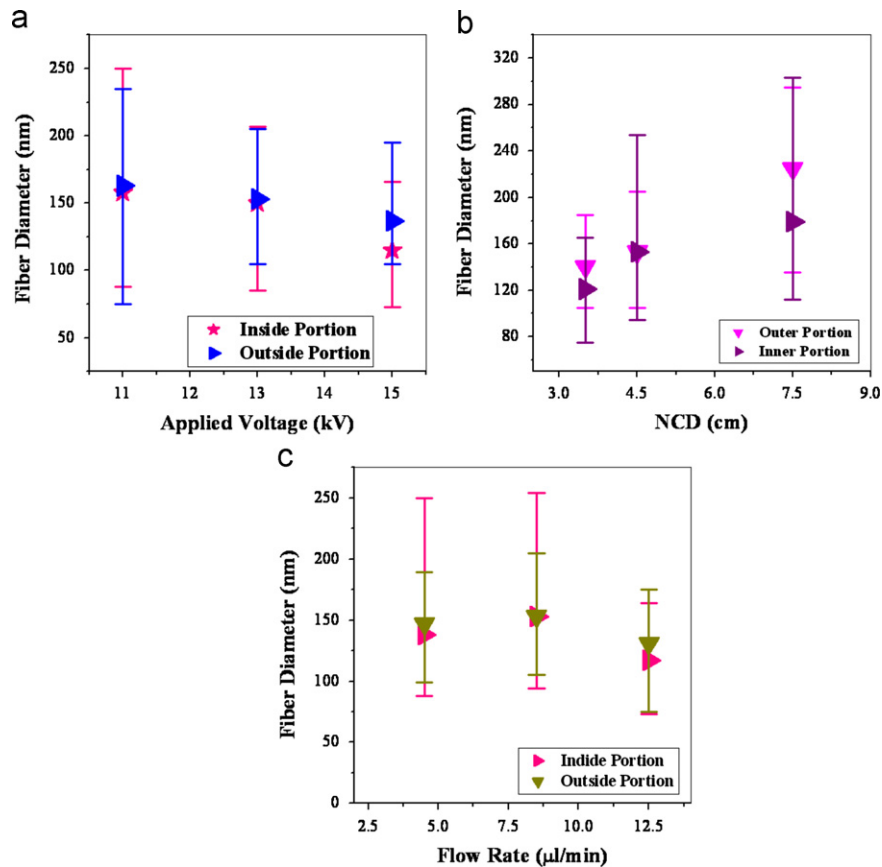 a
250
200
150
100
50
Fiber Diameter (nm)
Inside Portion
Outside Portion
11 12 13 14 15
Applied Voltage (kV)
b
320
280
240
200
160
120
80
Fiber Diameter (nm)
Outer Portion
Inner Portion
3.0 4.5 6.0 7.5 9.0
NCD (cm)
c
250
200
150
100
50
0
Fiber Diameter (nm)
Indide Portion
Outside Portion
2.5 5.0 7.5 10.0 12.5
Flow Rate (μl/min)